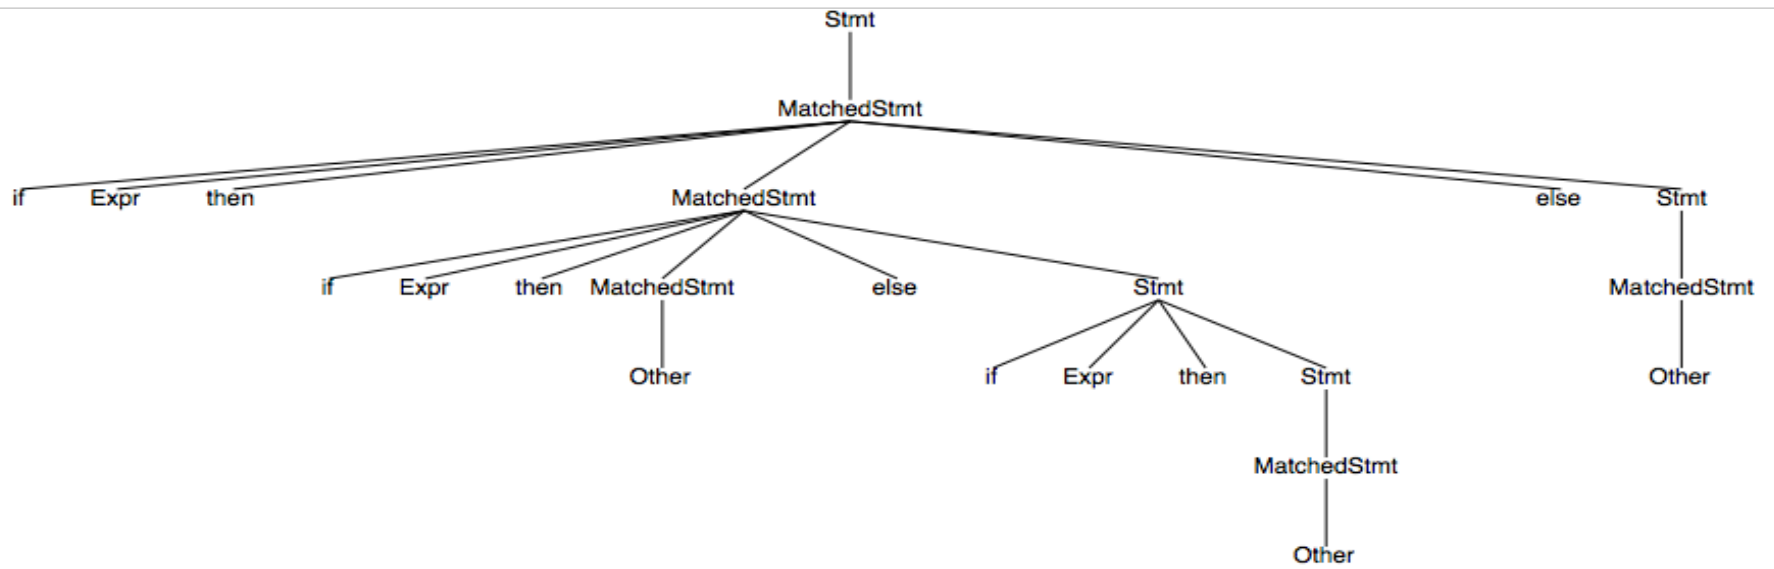 Stmt
MatchedStmt
if Expr then MatchedStmt else Stmt
if Expr then MatchedStmt else Stmt MatchedStmt
Other if Expr then Stmt Other
MatchedStmt
Other